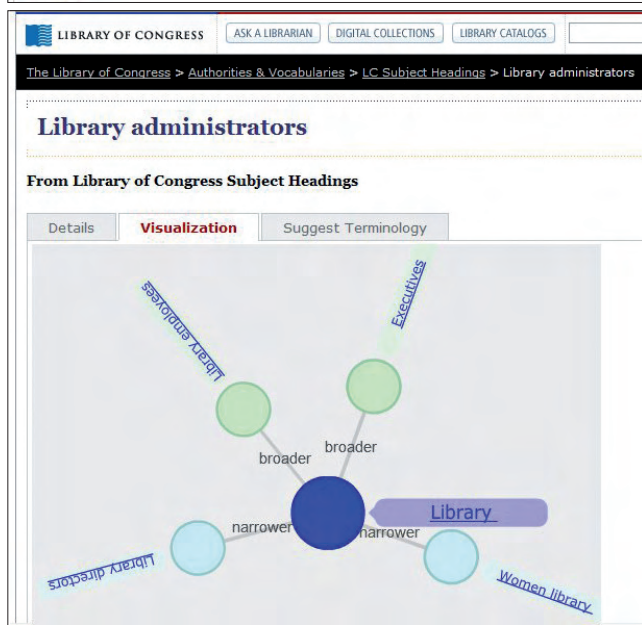 LIBRARY OF CONGRESS
ASK A LIBRARIAN
DIGITAL COLLECTIONS
LIBRARY CATALOGS
The Library of Congress > Authorities & Vocabularies > LC Subject Headings > Library administrators
Library administrators
From Library of Congress Subject Headings
Details
Visualization
Suggest Terminology
Library employees
Executives
broader
broader
Library
narrower
narrower
Library directors
Women library